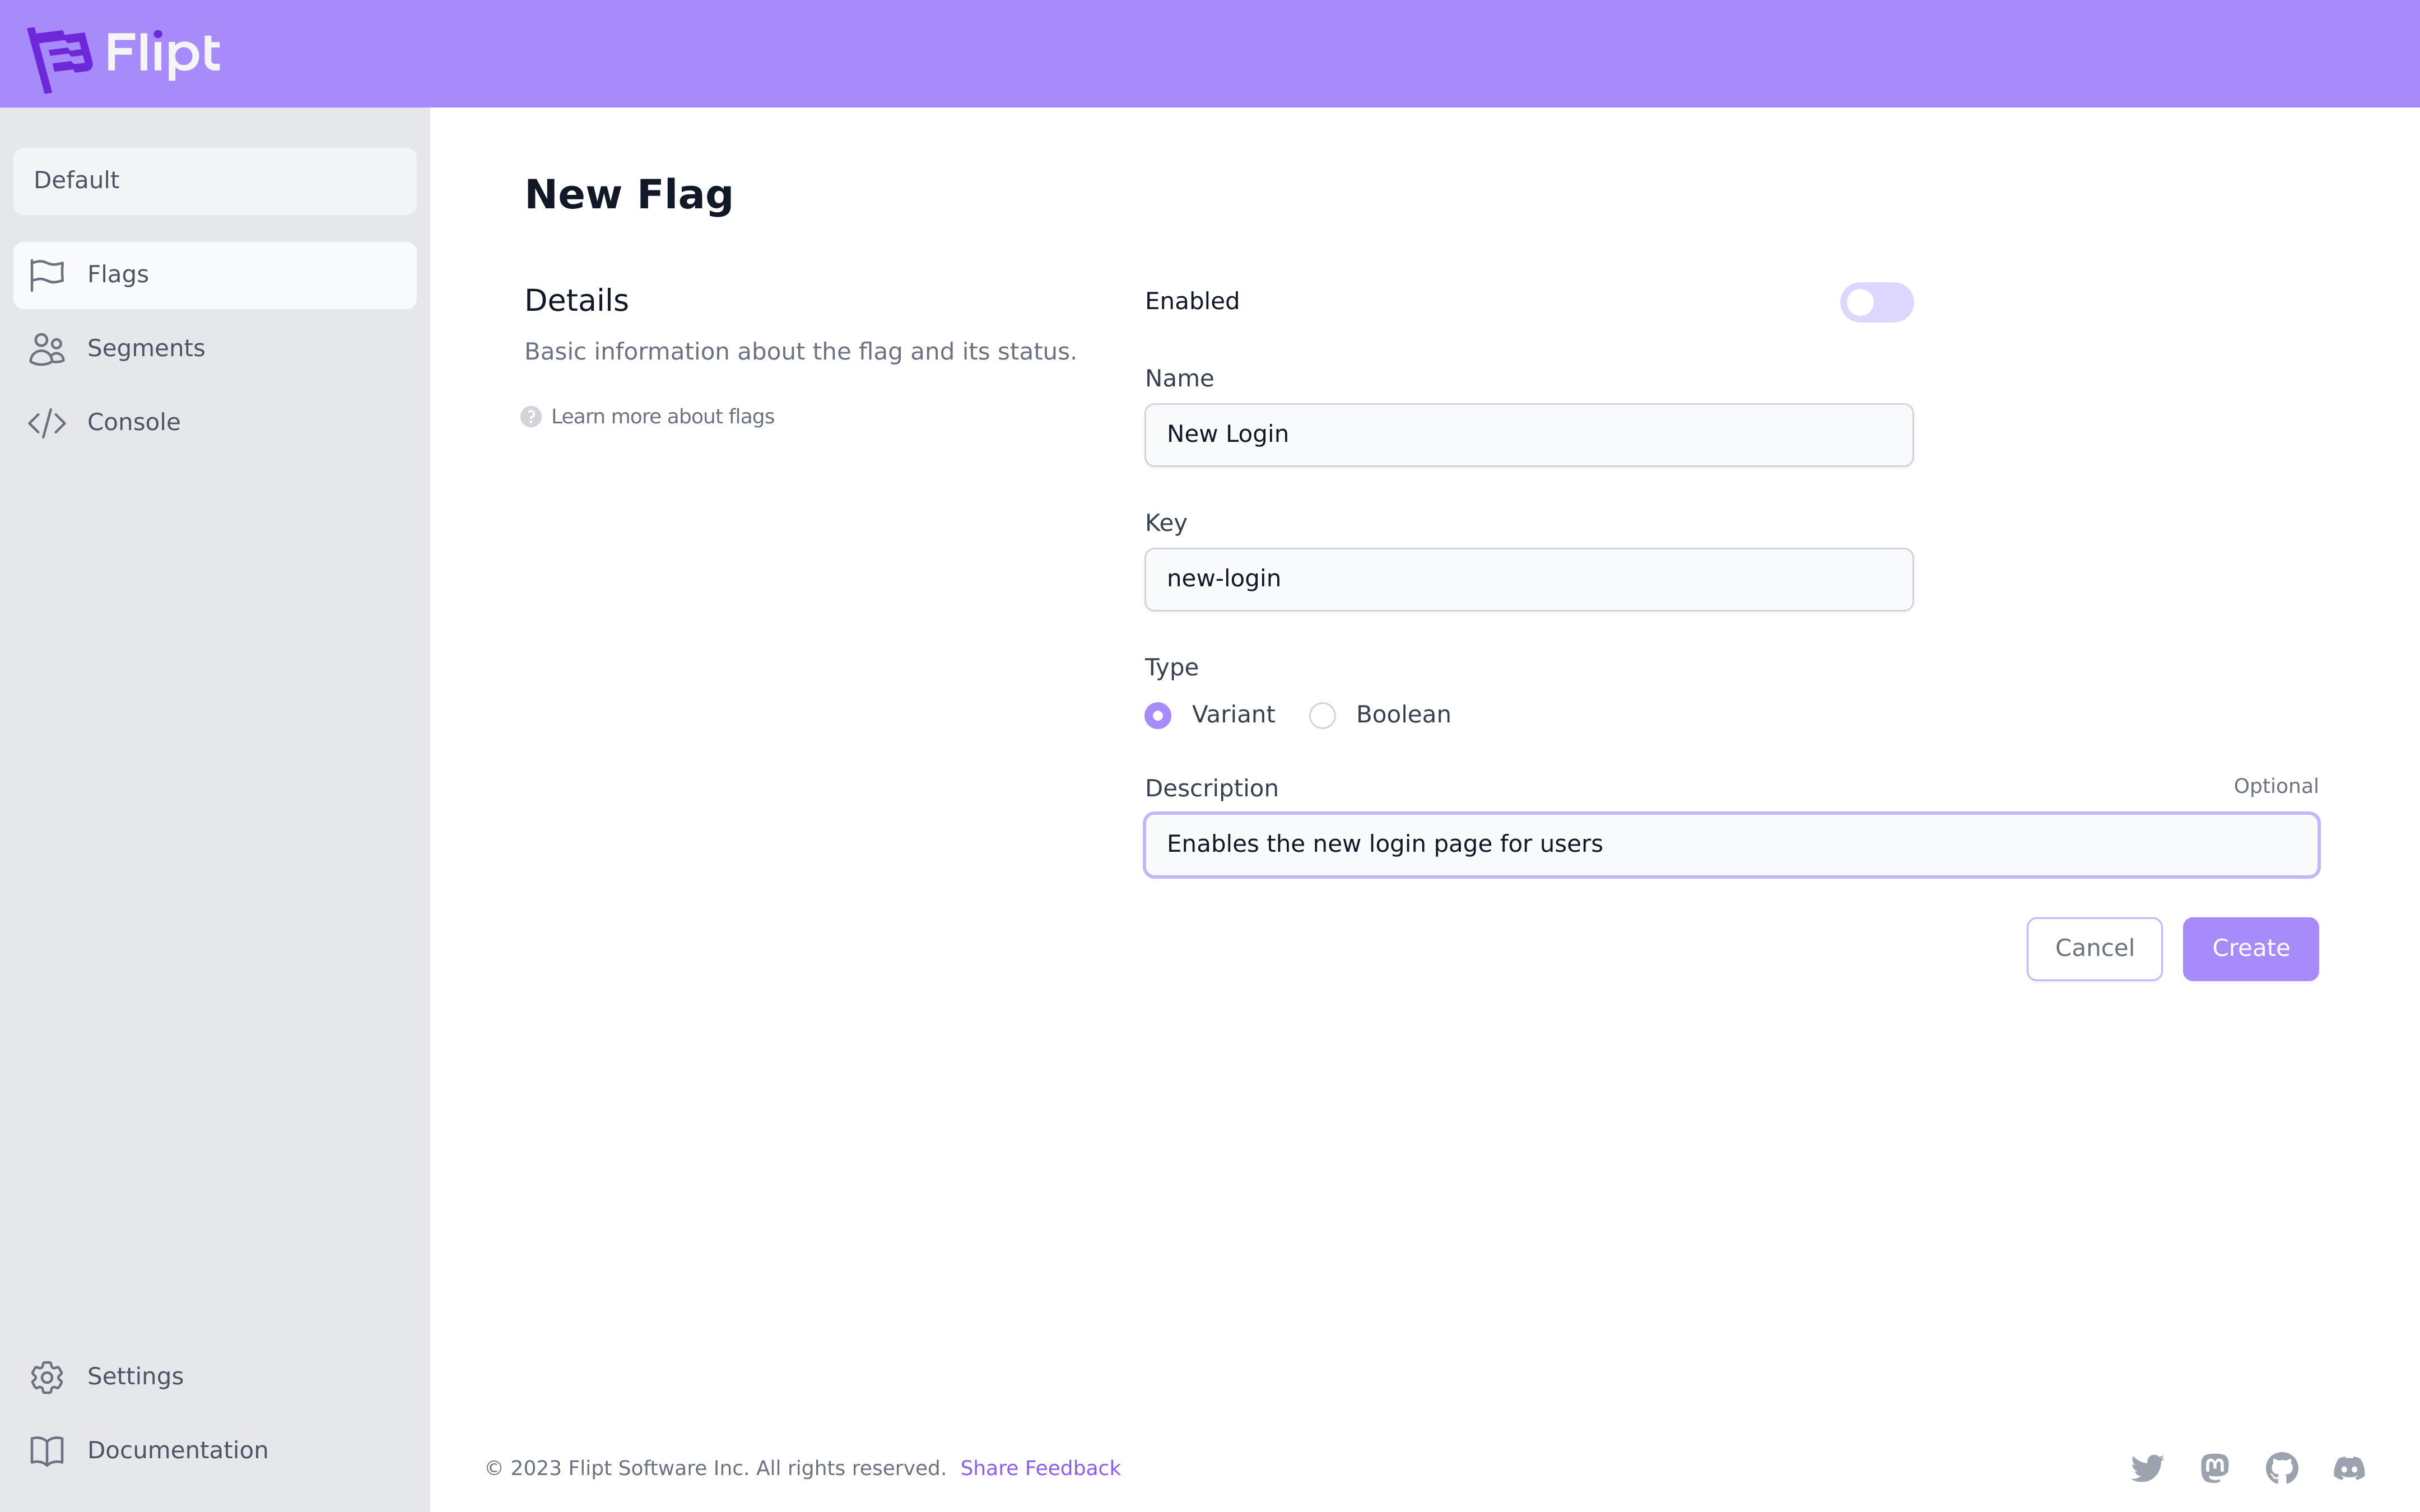 Flipt
Default
Flags
Segments
Console
Settings
Documentation
New Flag
Details
Basic information about the flag and its status.
? Learn more about flags
Enabled
Name
New Login
Key
new-login
Type
Variant Boolean
Description Optional
Enables the new login page for users
Cancel Create
© 2023 Flipt Software Inc. All rights reserved. Share Feedback